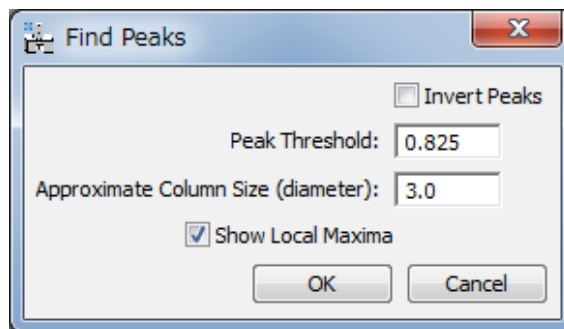 Find Peaks
Invert Peaks
Peak Threshold: 0.825
Approximate Column Size (diameter): 3.0
Show Local Maxima
OK Cancel